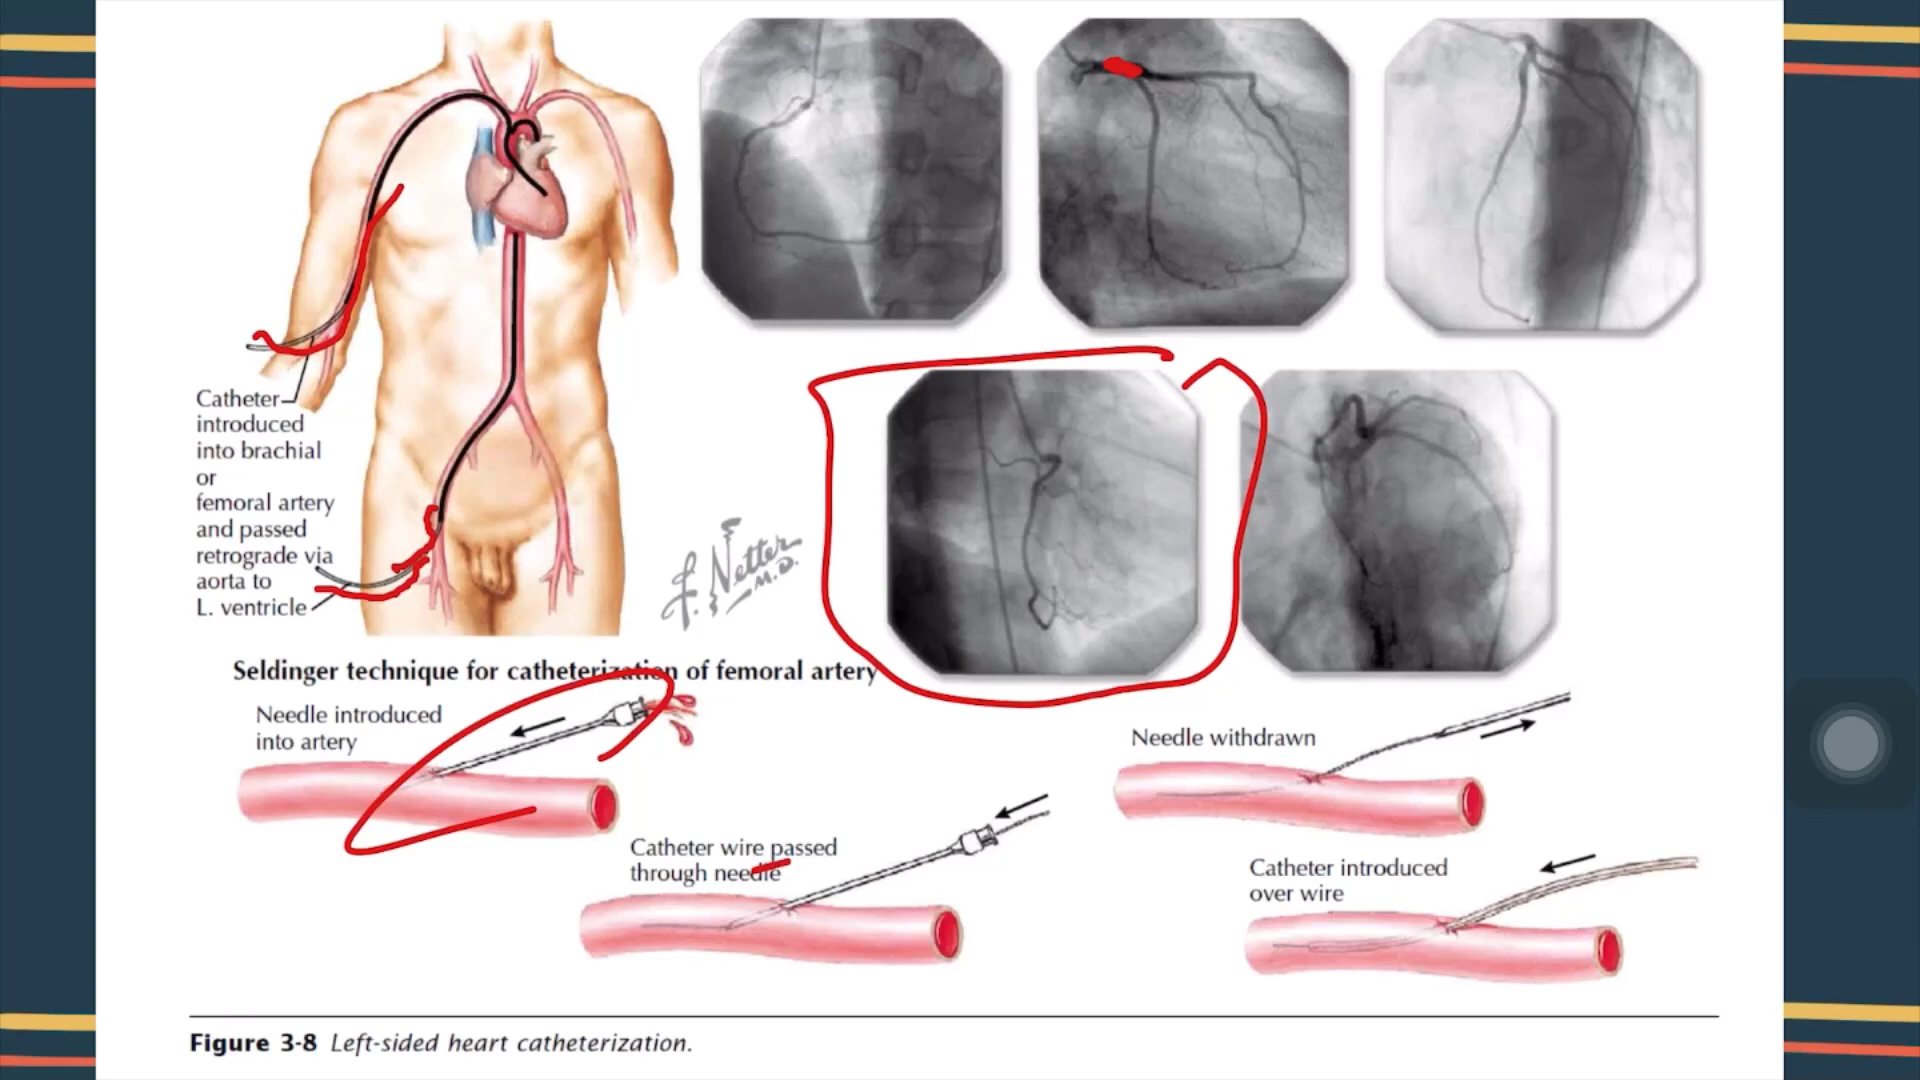 Catheter
introduced
into brachial
or
femoral artery
and passed
retrograde via
aorta to
L. ventricle
F. Netter
M.D.
Seldinger technique for catheterization of femoral artery
Needle introduced
into artery
Catheter wire passed
through needle
Needle withdrawn
Catheter introduced
over wire
Figure 3-8 Left-sided heart catheterization.